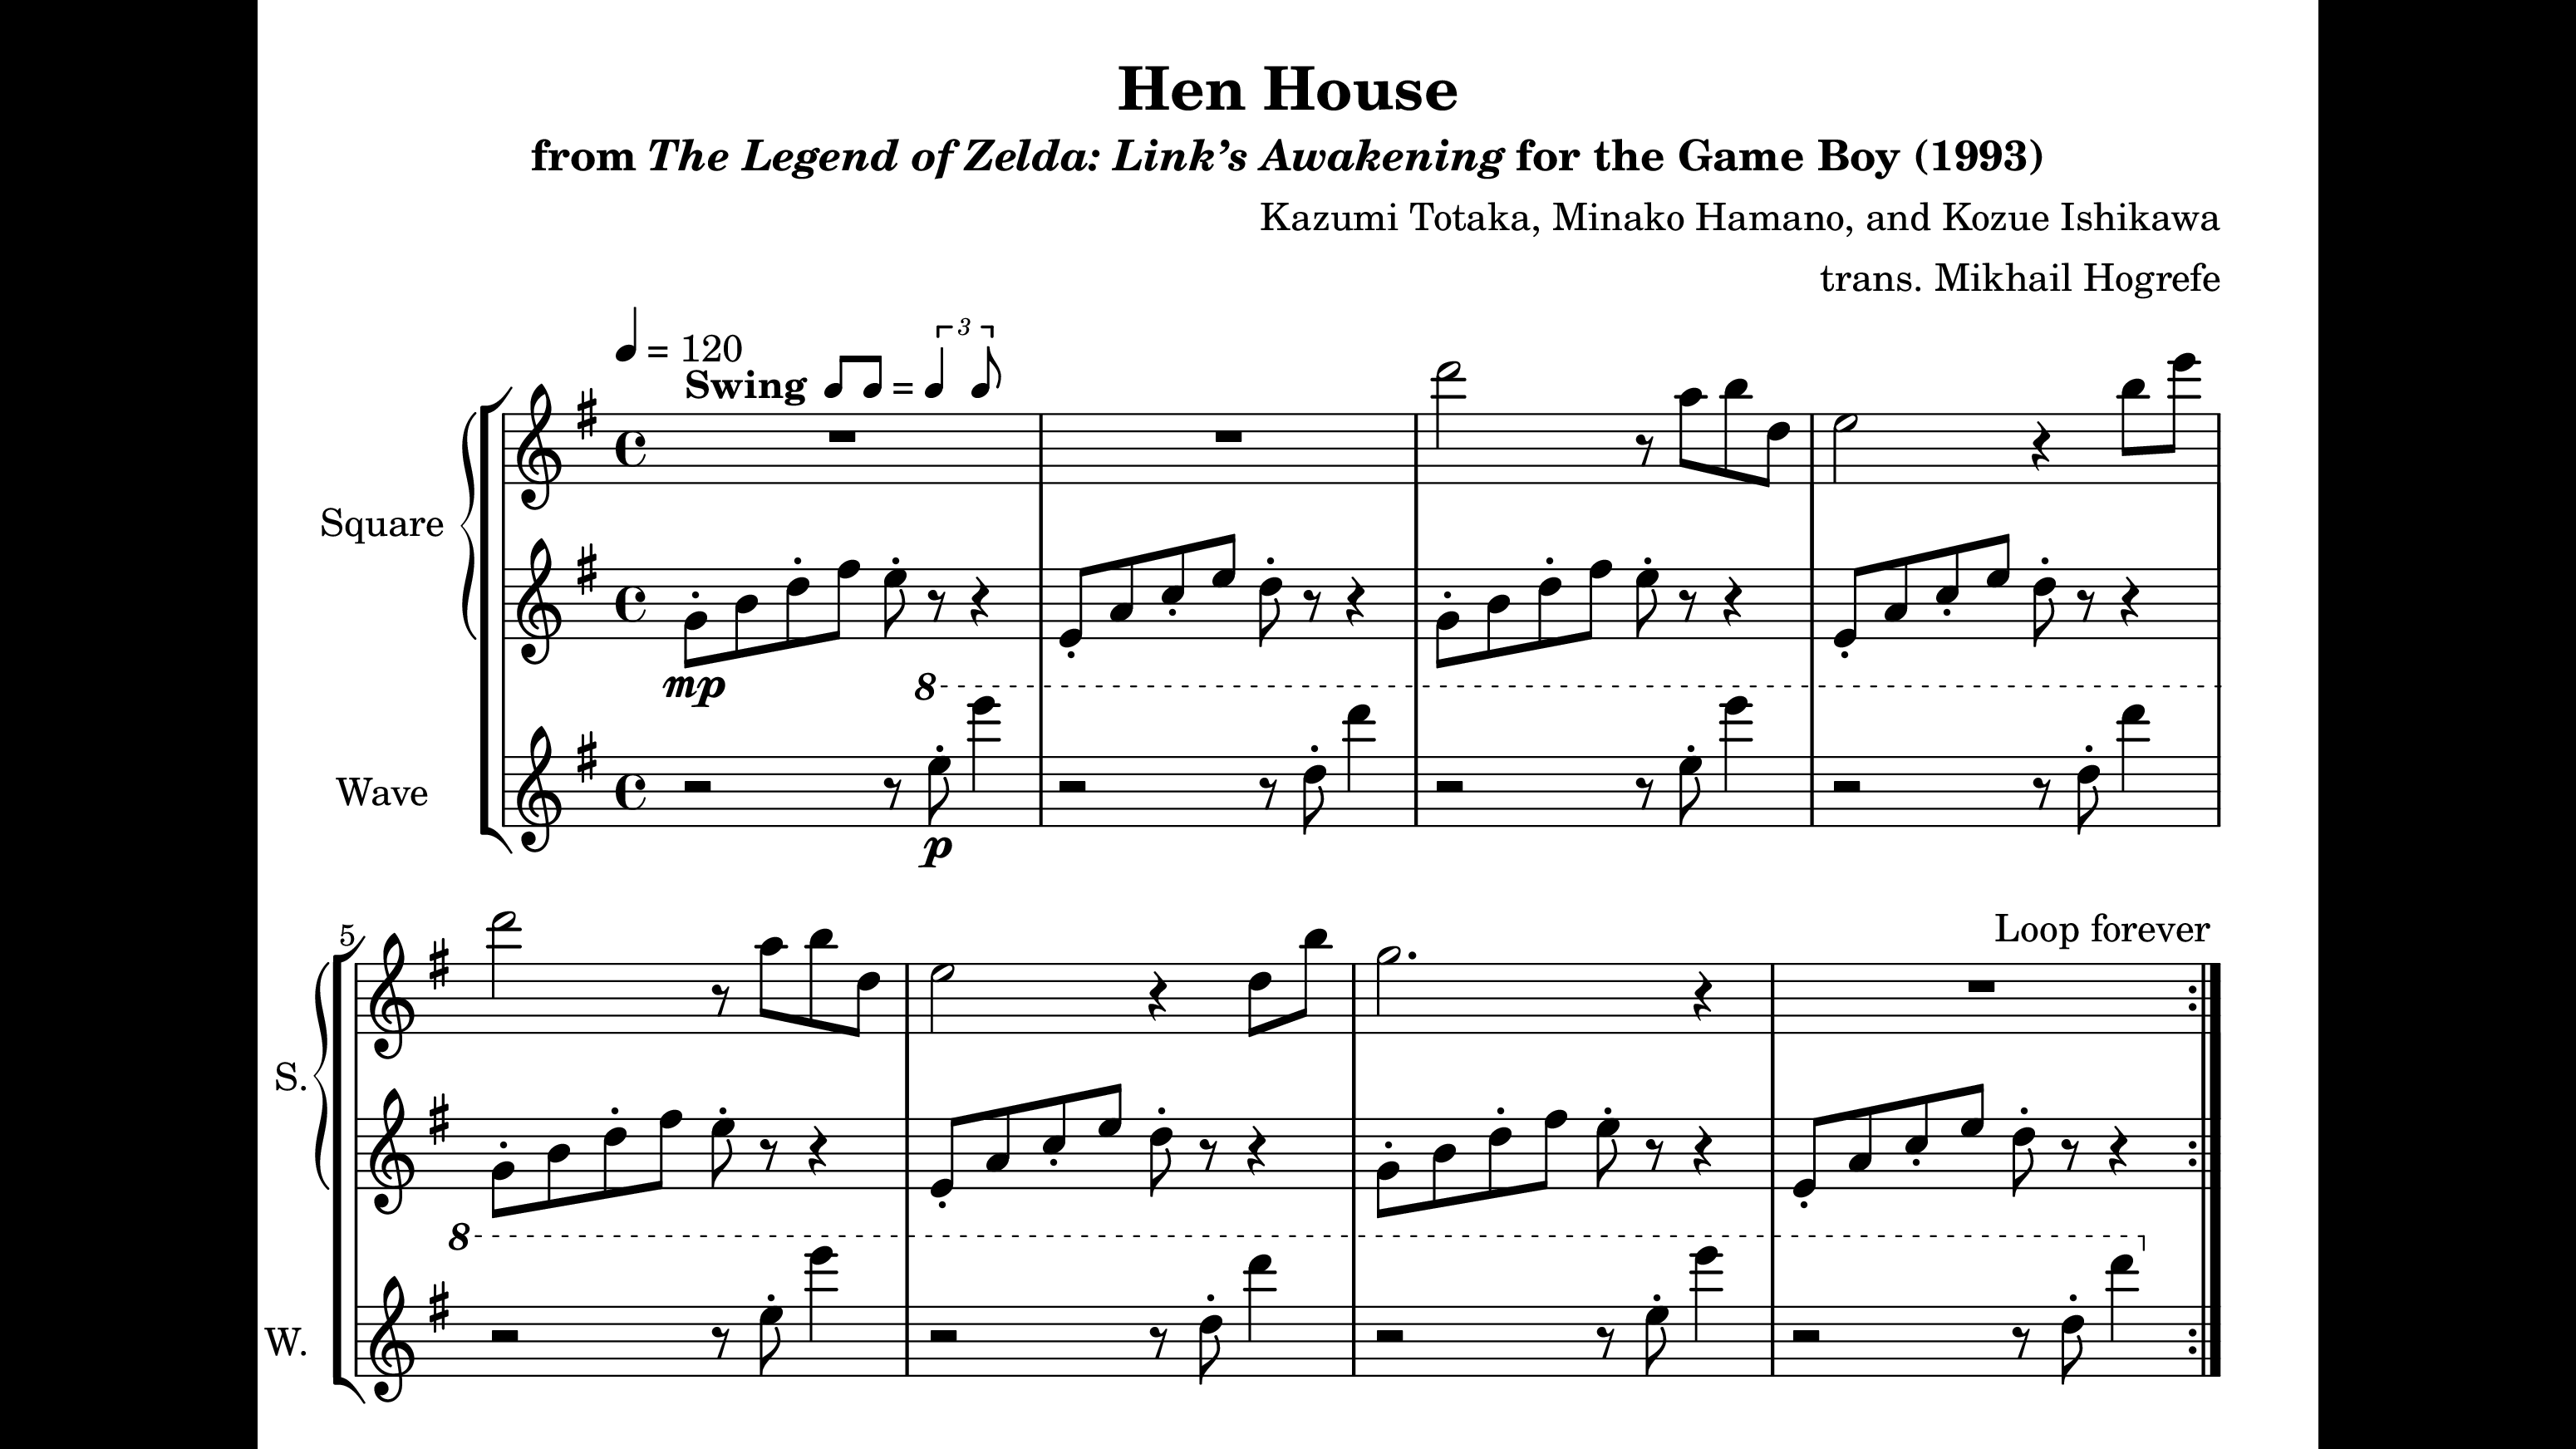 Hen House
from The Legend of Zelda: Link’s Awakening for the Game Boy (1993)
Kazumi Totaka, Minako Hamano, and Kozue Ishikawa
trans. Mikhail Hogrefe
= 120
Swing = 3
Square
mp
8
Wave
p
5
Loop forever
S.
8
W.